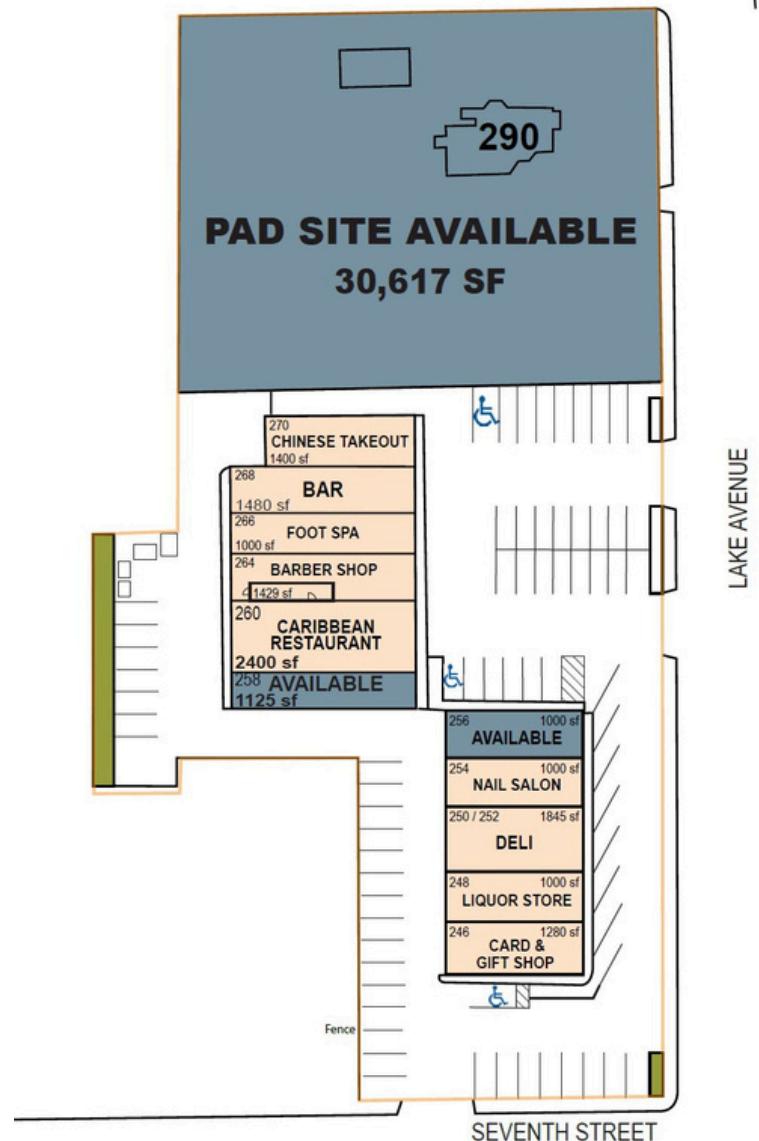 290
PAD SITE AVAILABLE
30,617 SF
270
CHINESE TAKEOUT
1400 sf
268
BAR
1480 sf
266
FOOT SPA
1000 sf
264
BARBER SHOP
1429 sf
260
CARIBBEAN
RESTAURANT
2400 sf
258 AVAILABLE
1125 sf
256 1000 sf
AVAILABLE
254 1000 sf
NAIL SALON
250 / 252 1845 sf
DELI
248 1000 sf
LIQUOR STORE
246 1280 sf
CARD &
GIFT SHOP
Fence
LAKE AVENUE
SEVENTH STREET